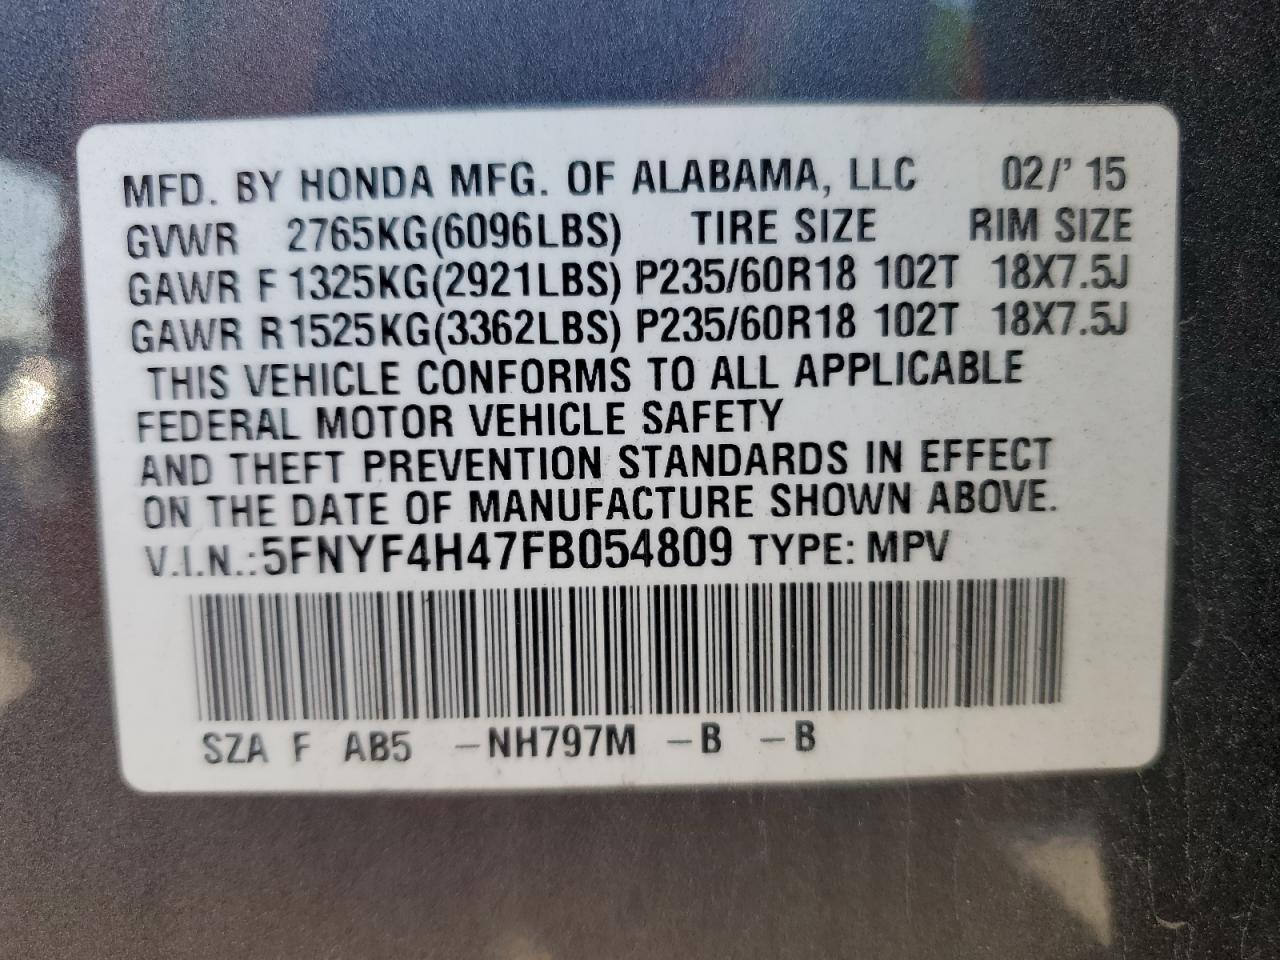 MFD. BY HONDA MFG. OF ALABAMA, LLC 02/' 15
GVWR 2765KG(6096LBS) TIRE SIZE RIM SIZE
GAWR F 1325KG(2921LBS) P235/60R18 102T 18X7.5J
GAWR R1525KG(3362LBS) P235/60R18 102T 18X7.5J
THIS VEHICLE CONFORMS TO ALL APPLICABLE
FEDERAL MOTOR VEHICLE SAFETY
AND THEFT PREVENTION STANDARDS IN EFFECT
ON THE DATE OF MANUFACTURE SHOWN ABOVE.
V.I.N.:5FNYF4H47FB054809 TYPE: MPV
SZA F AB5 –NH797M –B –B